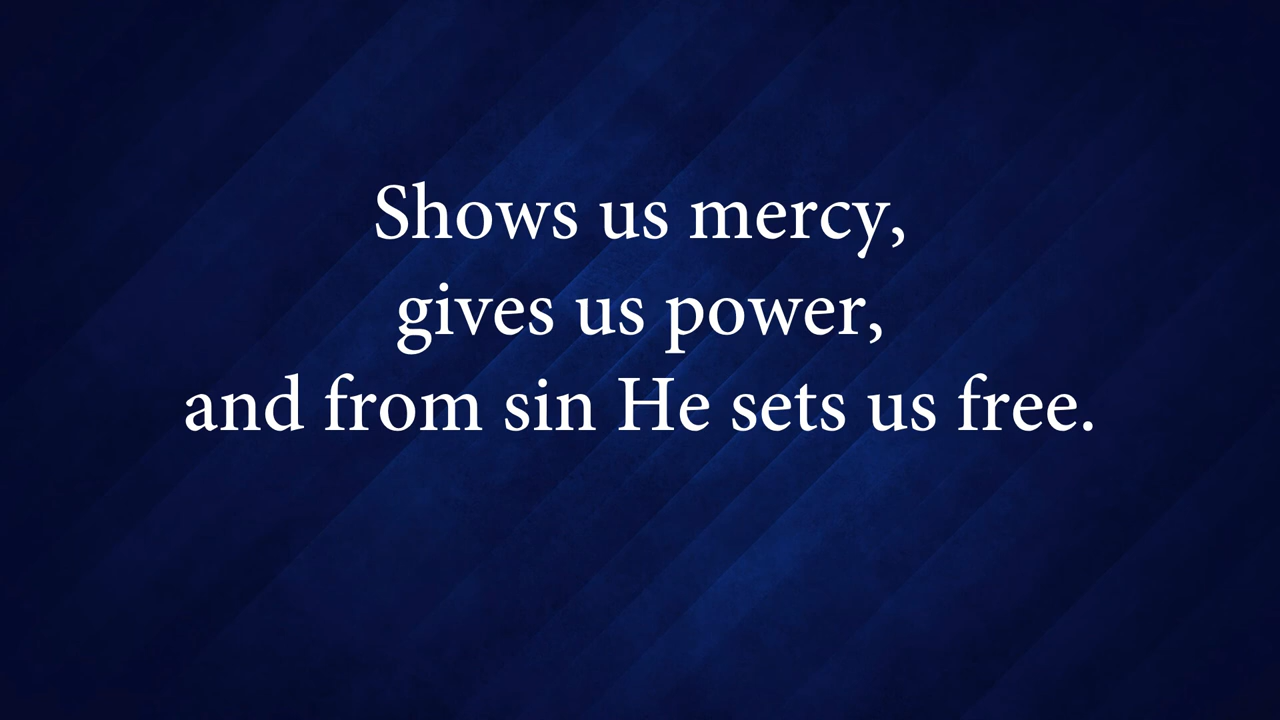 Shows us mercy,
gives us power,
and from sin He sets us free.